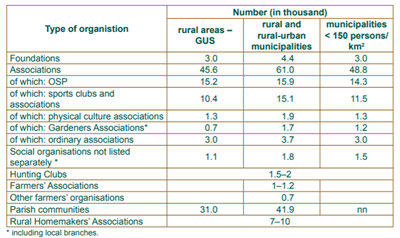 Type of organistion
Number (in thousand)
rural areas –
GUS
rural and
rural-urban
municipalities
municipalities
< 150 persons/
km²
Foundations 3.0 4.4 3.0
Associations 45.6 61.0 48.8
of which: OSP 15.2 15.9 14.3
of which: sports clubs and
associations 10.4 15.1 11.5
of which: physical culture associations 1.3 1.9 1.3
of which: Gardeners Associations* 0.7 1.7 1.2
of which: ordinary associations 3.0 3.7 3.0
Social organisations not listed
separately * 1.1 1.8 1.5
Hunting Clubs 1.5–2
Farmers' Associations 1–1.2
Other farmers' organisations 0.7
Parish communities 31.0 41.9 nn
Rural Homemakers' Associations 7–10
* including local branches.